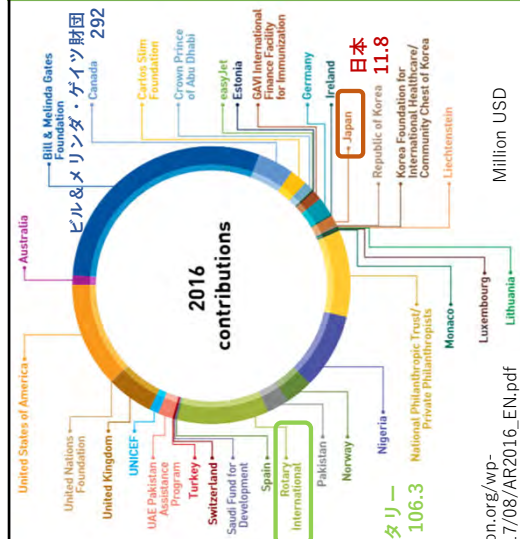 Australia
Bill & Melinda Gates
Foundation
ビル&メリンダ・ゲイツ財団
292
Canada
Carlos Slim
Foundation
Crown Prince
of Abu Dhabi
easyJet
Estonia
GAVI International
Finance Facility
for Immunization
Germany
Ireland
日本
11.8
Japan
Republic of Korea
Korea Foundation for
International Healthcare/
Community Chest of Korea
Liechtenstein
Million USD
Lithuania
Luxembourg
Monaco
National Philanthropic Trust/
Private Philanthropists
Nigeria
Norway
Pakistan
Rotary
International
タリー
106.3
Spain
Saudi Fund for
Development
Switzerland
Turkey
UAE Pakistan
Assistance
Program
UNICEF
United Kingdom
United Nations
Foundation
United States of America
2016
contributions
on.org/wp-
17/08/AR2016_EN.pdf